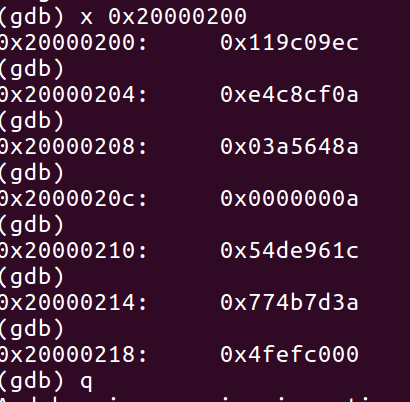 (gdb) x 0x20000200
0x20000200: 0x119c09ec
(gdb)
0x20000204: 0xe4c8cf0a
(gdb)
0x20000208: 0x03a5648a
(gdb)
0x2000020c: 0x0000000a
(gdb)
0x20000210: 0x54de961c
(gdb)
0x20000214: 0x774b7d3a
(gdb)
0x20000218: 0x4fefc000
(gdb) q